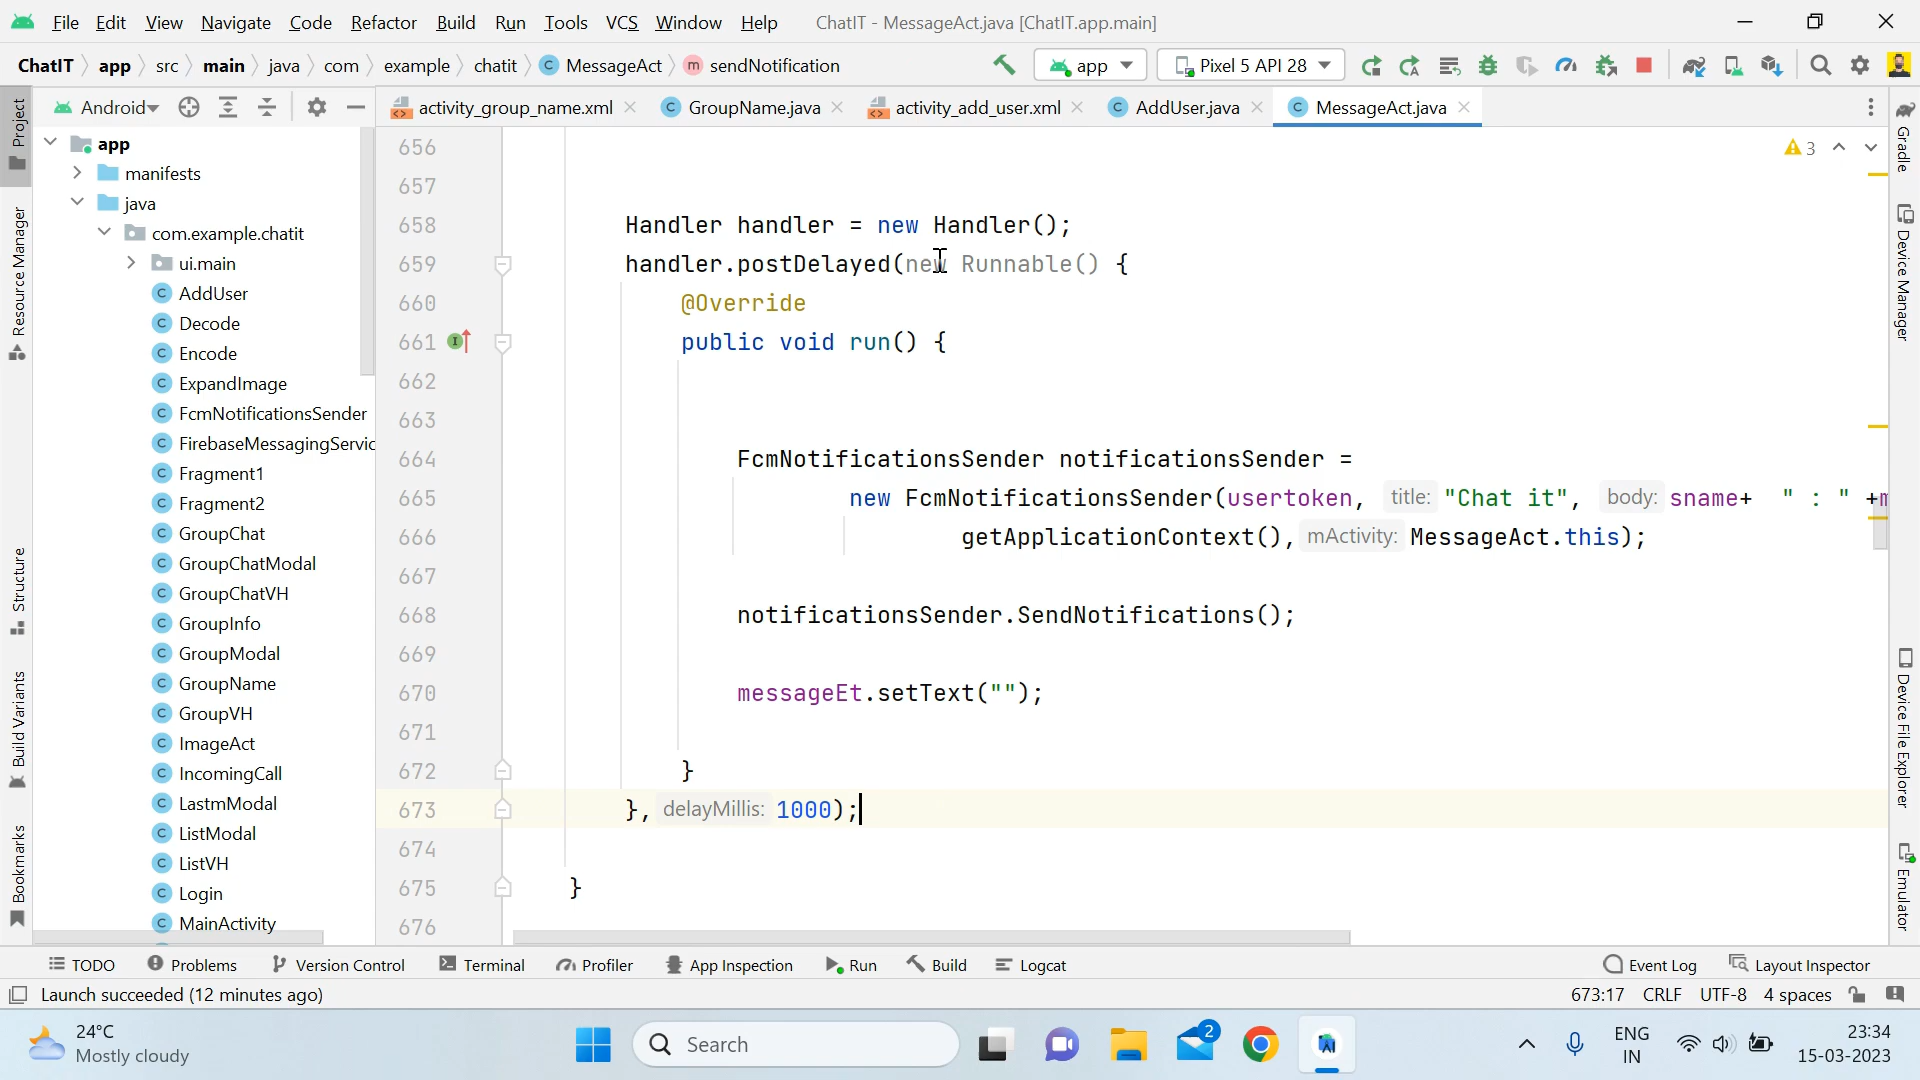 File Edit View Navigate Code Refactor Build Run Tools VCS Window Help ChatIT - MessageAct.java [ChatIT.app.main]
ChatIT app src main java com example chatit MessageAct sendNotification app Pixel 5 API 28
Android activity_group_name.xml GroupName.java activity_add_user.xml AddUser.java MessageAct.java
Project
Resource Manager
Structure
Build Variants
Bookmarks
app
manifests
java
com.example.chatit
ui.main
AddUser
Decode
Encode
ExpandImage
FcmNotificationsSender
FirebaseMessagingServic
Fragment1
Fragment2
GroupChat
GroupChatModal
GroupChatVH
GroupInfo
GroupModal
GroupName
GroupVH
ImageAct
IncomingCall
LastmModal
ListModal
ListVH
Login
MainActivity
3
656
657
658 Handler handler = new Handler();
659 handler.postDelayed(new Runnable() {
660 @Override
661 public void run() {
662
663
664 FcmNotificationsSender notificationsSender =
665 new FcmNotificationsSender(usertoken, title: "Chat it", body: sname+ " : " +m
666 getApplicationContext(), mActivity: MessageAct.this);
667
668 notificationsSender.SendNotifications();
669
670 messageEt.setText("");
671
672 }
673 }, delayMillis: 1000);
674
675 }
676
Gradle
Device Manager
Device File Explorer
Emulator
TODO Problems Version Control Terminal Profiler App Inspection Run Build Logcat Event Log Layout Inspector
Launch succeeded (12 minutes ago) 673:17 CRLF UTF-8 4 spaces
24°C
Mostly cloudy
Search
2
ENG
IN
23:34
15-03-2023